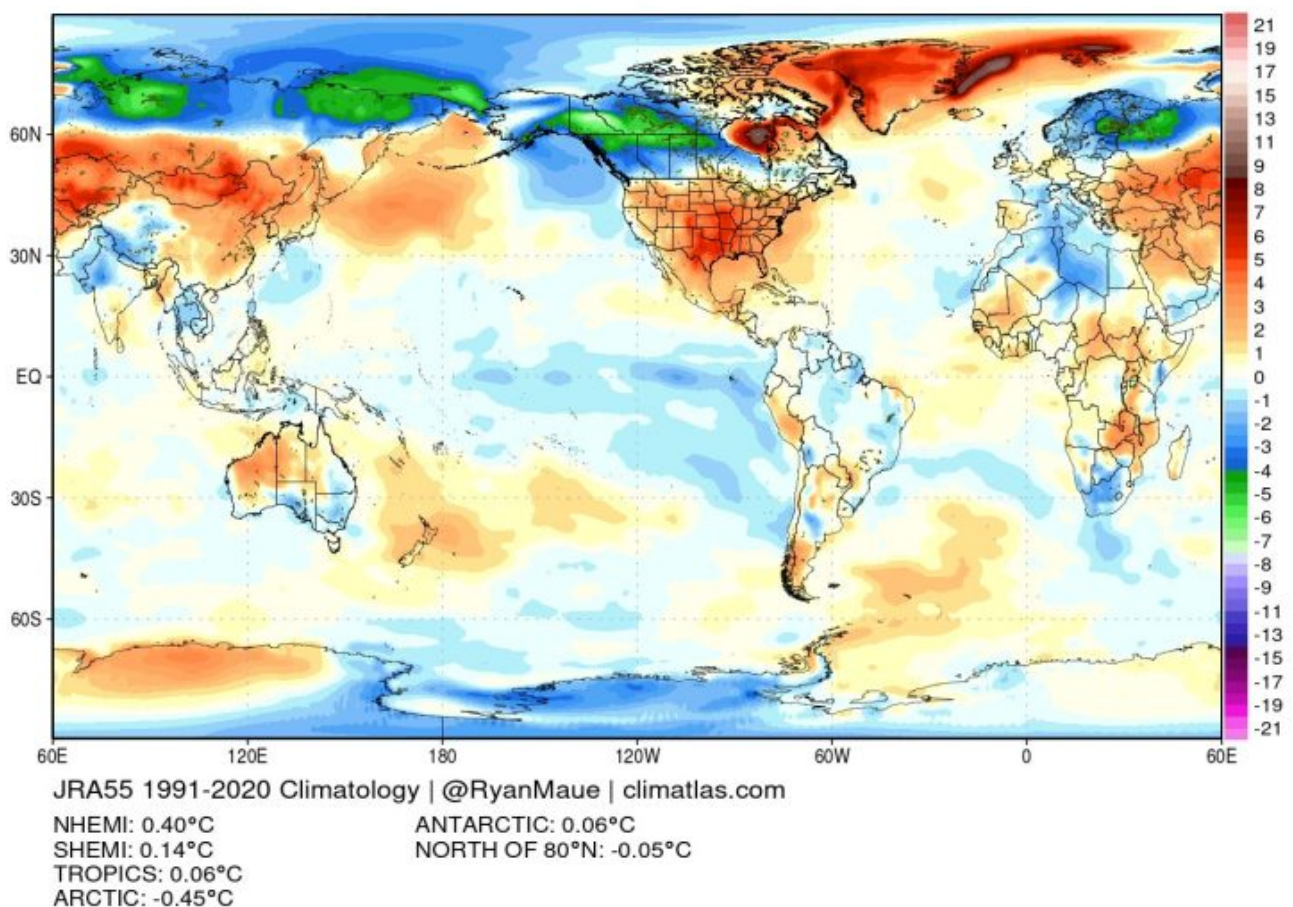 21
19
17
15
13
11
9
8
7
6
5
4
3
2
1
0
-1
-2
-3
-4
-5
-6
-7
-8
-9
-11
-13
-15
-17
-19
-21
60N
30N
EQ
30S
60S
60E 120E 180 120W 60W 0 60E
JRA55 1991-2020 Climatology | @RyanMaue | climatlas.com
NHEMI: 0.40°C ANTARCTIC: 0.06°C
SHEMI: 0.14°C NORTH OF 80°N: -0.05°C
TROPICS: 0.06°C
ARCTIC: -0.45°C